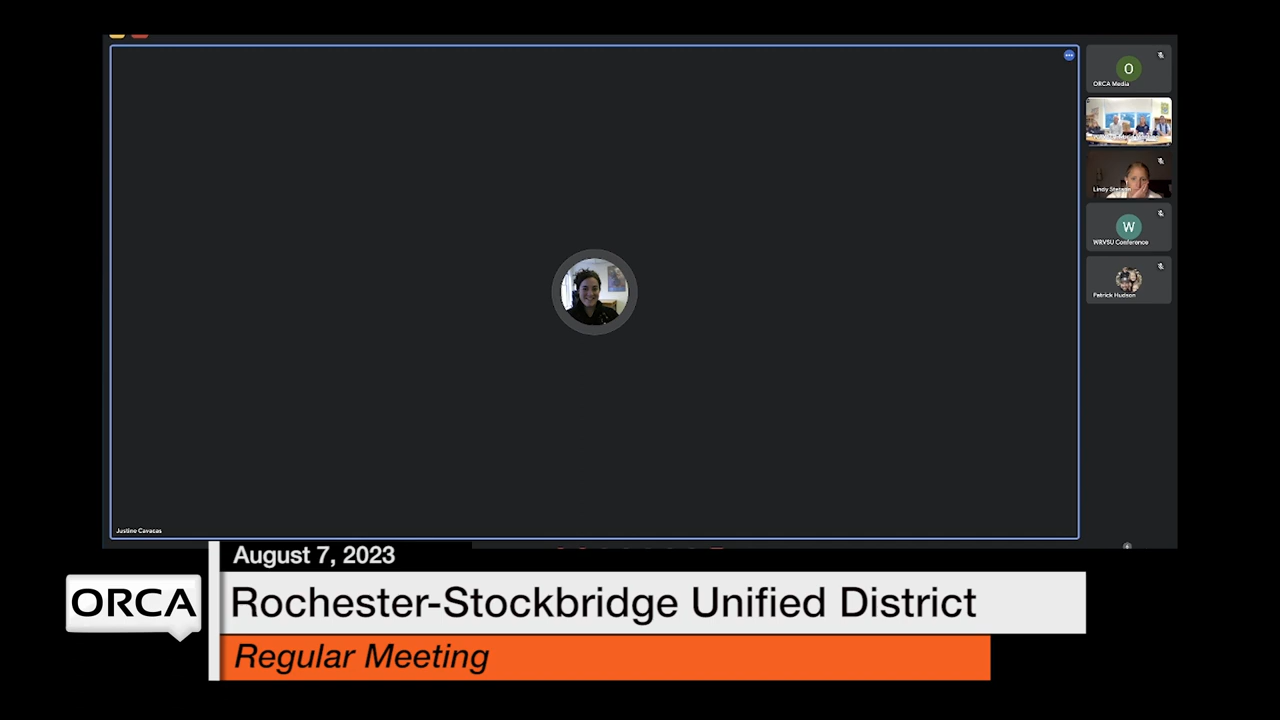 O
ORCA Media
Lindy Stetson
W
WRVSU Conference
Patrick Hudson
Justine Cavacas
August 7, 2023
ORCA
Rochester-Stockbridge Unified District
Regular Meeting